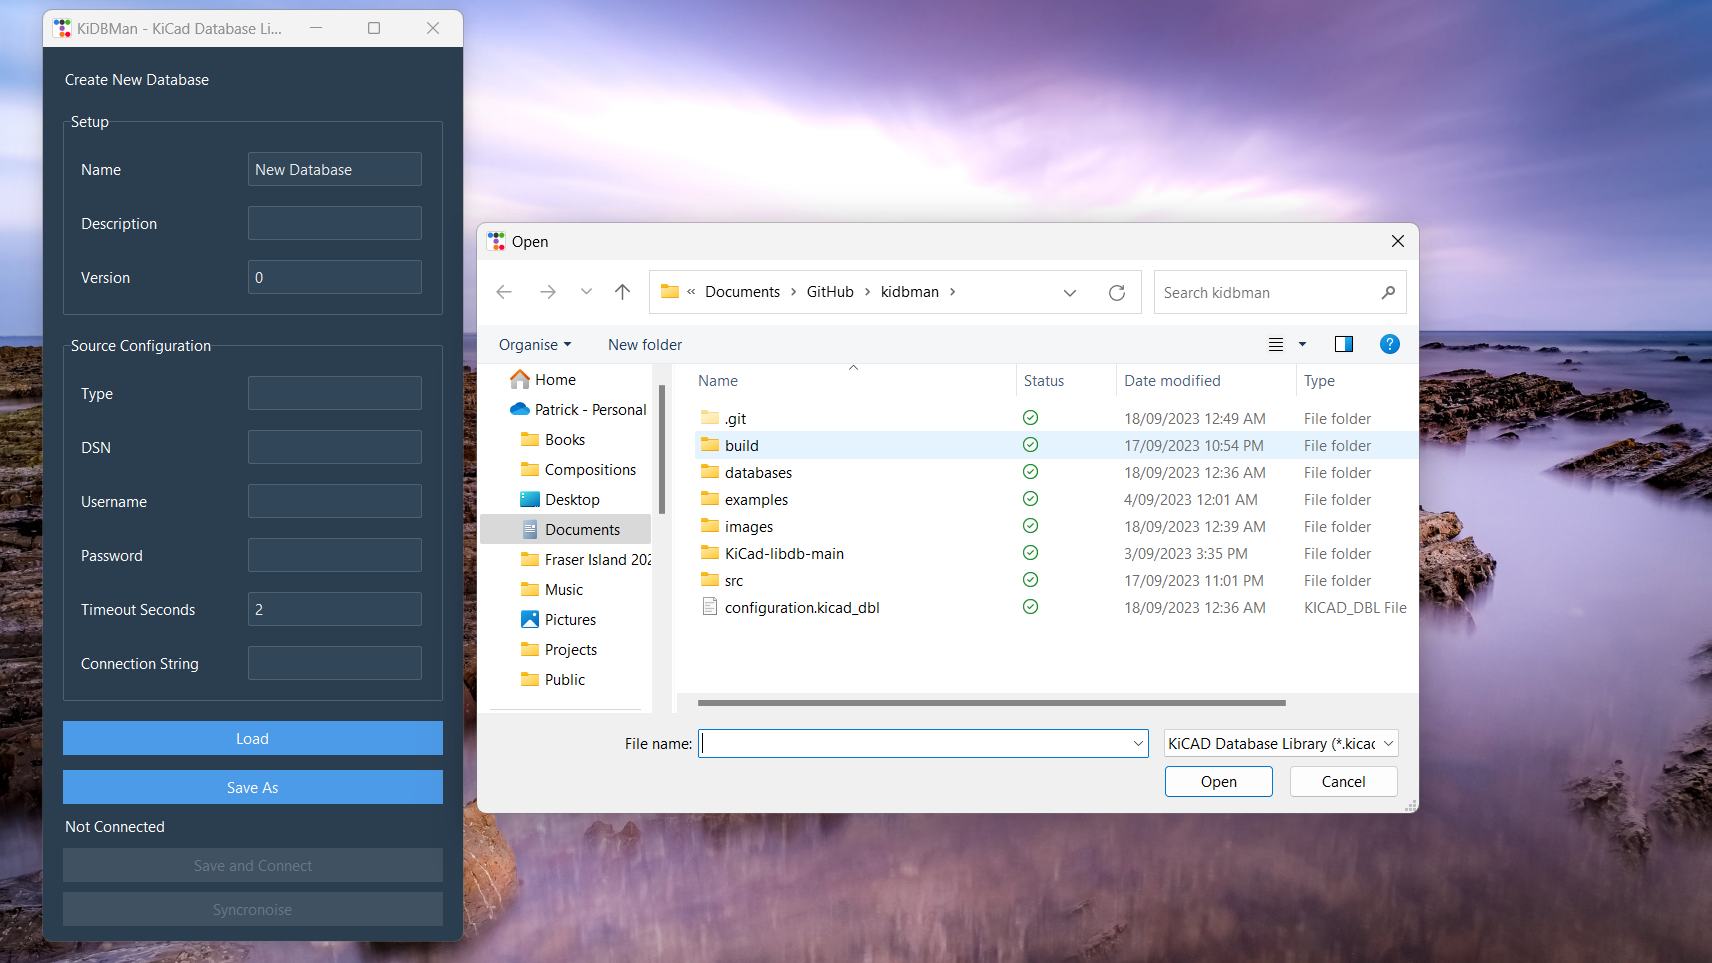 KiDBMan - KiCad Database Li...
Create New Database
Setup
Name
New Database
Description
Version
0
Source Configuration
Type
DSN
Username
Password
Timeout Seconds
2
Connection String
Load
Save As
Not Connected
Save and Connect
Syncronoise
Open
« Documents > GitHub > kidbman >
Search kidbman
Organise
New folder
?
Home
Patrick - Personal
Books
Compositions
Desktop
Documents
Fraser Island 202
Music
Pictures
Projects
Public
Name Status Date modified Type
.git 18/09/2023 12:49 AM File folder
build 17/09/2023 10:54 PM File folder
databases 18/09/2023 12:36 AM File folder
examples 4/09/2023 12:01 AM File folder
images 18/09/2023 12:39 AM File folder
KiCad-libdb-main 3/09/2023 3:35 PM File folder
src 17/09/2023 11:01 PM File folder
configuration.kicad_dbl 18/09/2023 12:36 AM KICAD_DBL File
File name:
KiCAD Database Library (*.kicac
Open
Cancel